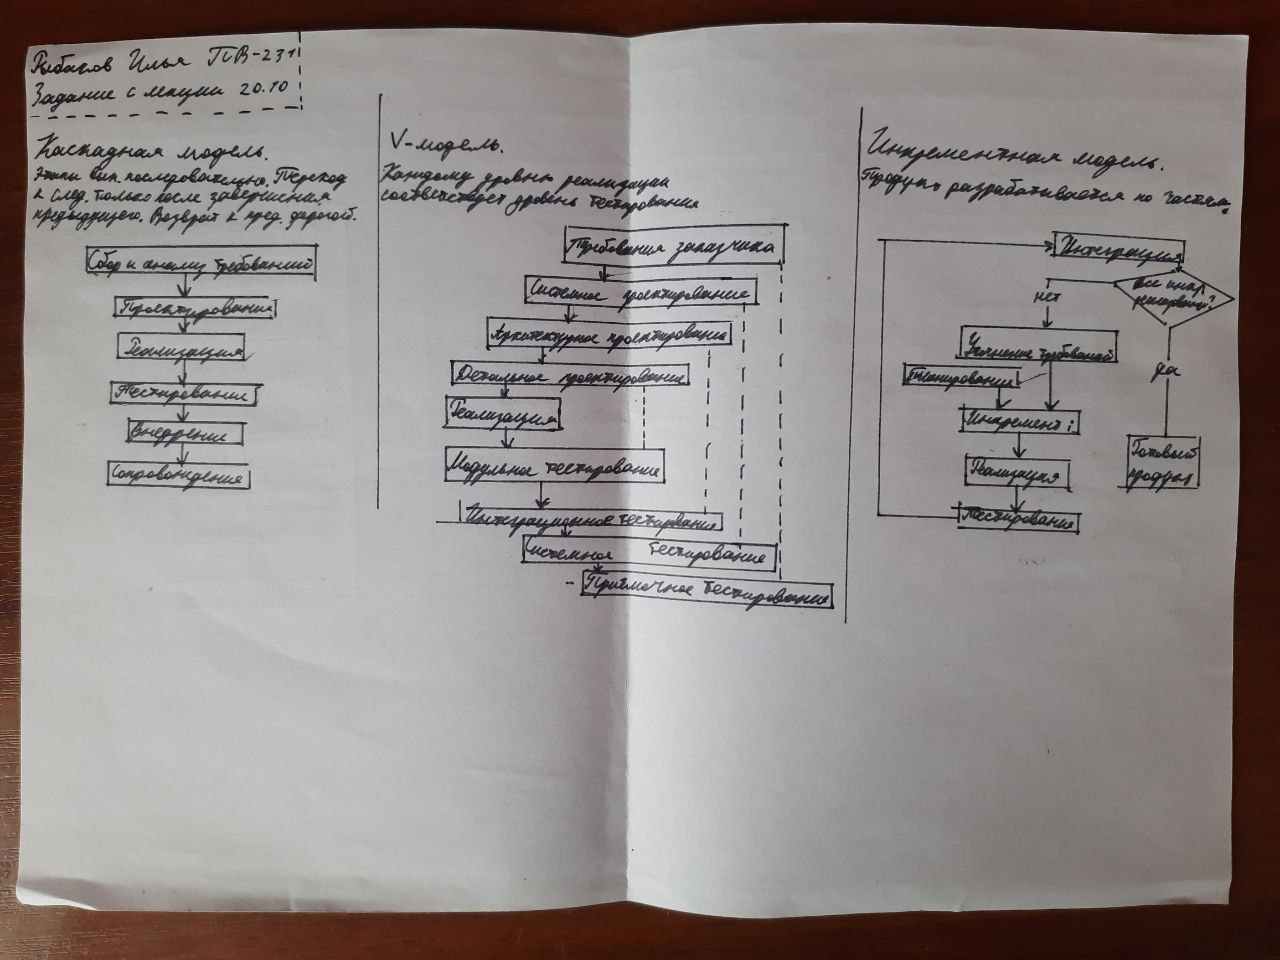 Рыбаков Илья ПВ-231
Задание с лекции 20.10
Каскадная модель.
Этапы вып. последовательно. Переход
к след. только после завершения
предыдущего. Возврат к пред. дорогой.
Сбор и анализ требований
Проектирование
Реализация
Тестирование
Внедрение
Сопровождения
V-модель.
Каждому уровню реализации
соответствует уровень тестирования
Требования заказчика
Системное проектирование
Архитектурное проектирование
Детальное проектирование
Реализация
Модульное тестирование
Интеграционное тестирование
Системное тестирование
Приёмочное тестирование
Инкрементная модель.
Продукт разрабатывается по частям.
Интеграция
Все инкр.
нет
да
Уточнение требований
Планирование
Инкремент i
Реализация
Тестирование
Готовый
продукт